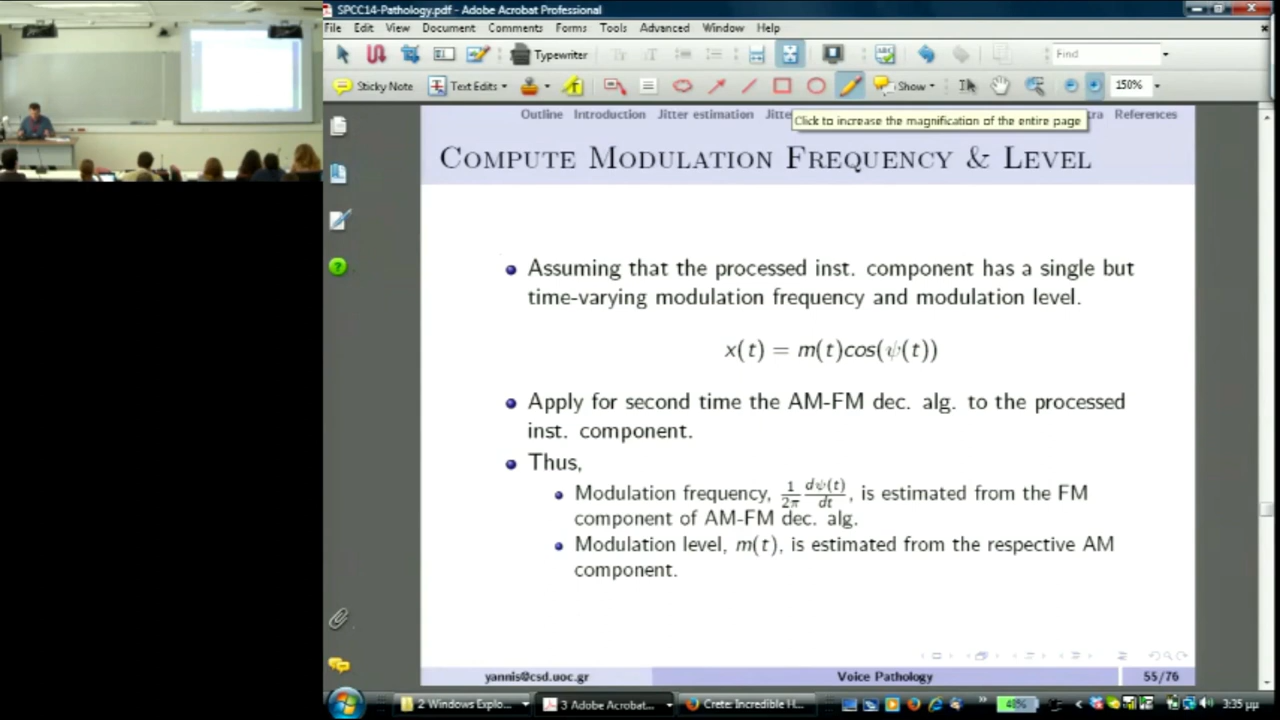 SPCC14-Pathology.pdf - Adobe Acrobat Professional
File Edit View Document Comments Forms Tools Advanced Window Help
Typewriter
Find
Sticky Note Text Edits Show 150%
Outline Introduction Jitter estimation Jitte
References
Click to increase the magnification of the entire page
COMPUTE MODULATION FREQUENCY & LEVEL
Assuming that the processed inst. component has a single but
time-varying modulation frequency and modulation level.
x(t) = m(t)cos(ψ(t))
Apply for second time the AM-FM dec. alg. to the processed
inst. component.
Thus,
Modulation frequency, \frac{1}{2π} \frac{dψ(t)}{dt}, is estimated from the FM
component of AM-FM dec. alg.
Modulation level, m(t), is estimated from the respective AM
component.
yannis@csd.uoc.gr Voice Pathology 55/76
2 Windows Explo... 3 Adobe Acrobat... Crete: Incredible H... 3:35 μμ